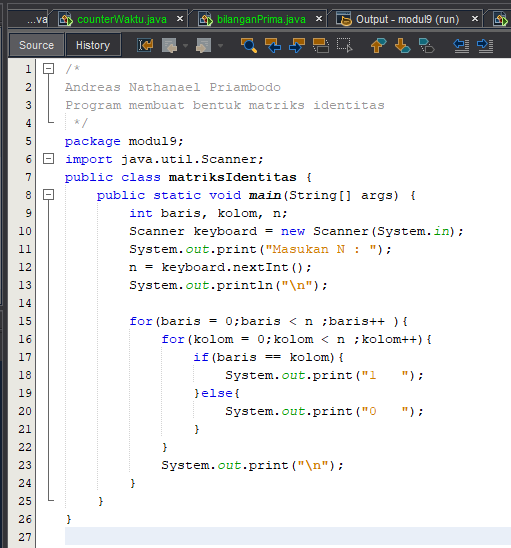 ...va counterWaktu.java × bilanganPrima.java × Output - modul9 (run) ×
Source History
1 /*
2 Andreas Nathanael Priambodo
3 Program membuat bentuk matriks identitas
4 */
5 package modul9;
6 import java.util.Scanner;
7 public class matriksIdentitas {
8 public static void main(String[] args) {
9 int baris, kolom, n;
10 Scanner keyboard = new Scanner(System.in);
11 System.out.print("Masukan N : ");
12 n = keyboard.nextInt();
13 System.out.println("\n");
14
15 for(baris = 0;baris < n ;baris++ ){
16 for(kolom = 0;kolom < n ;kolom++){
17 if(baris == kolom){
18 System.out.print("1   ");
19 }else{
20 System.out.print("0   ");
21 }
22 }
23 System.out.print("\n");
24 }
25 }
26 }
27